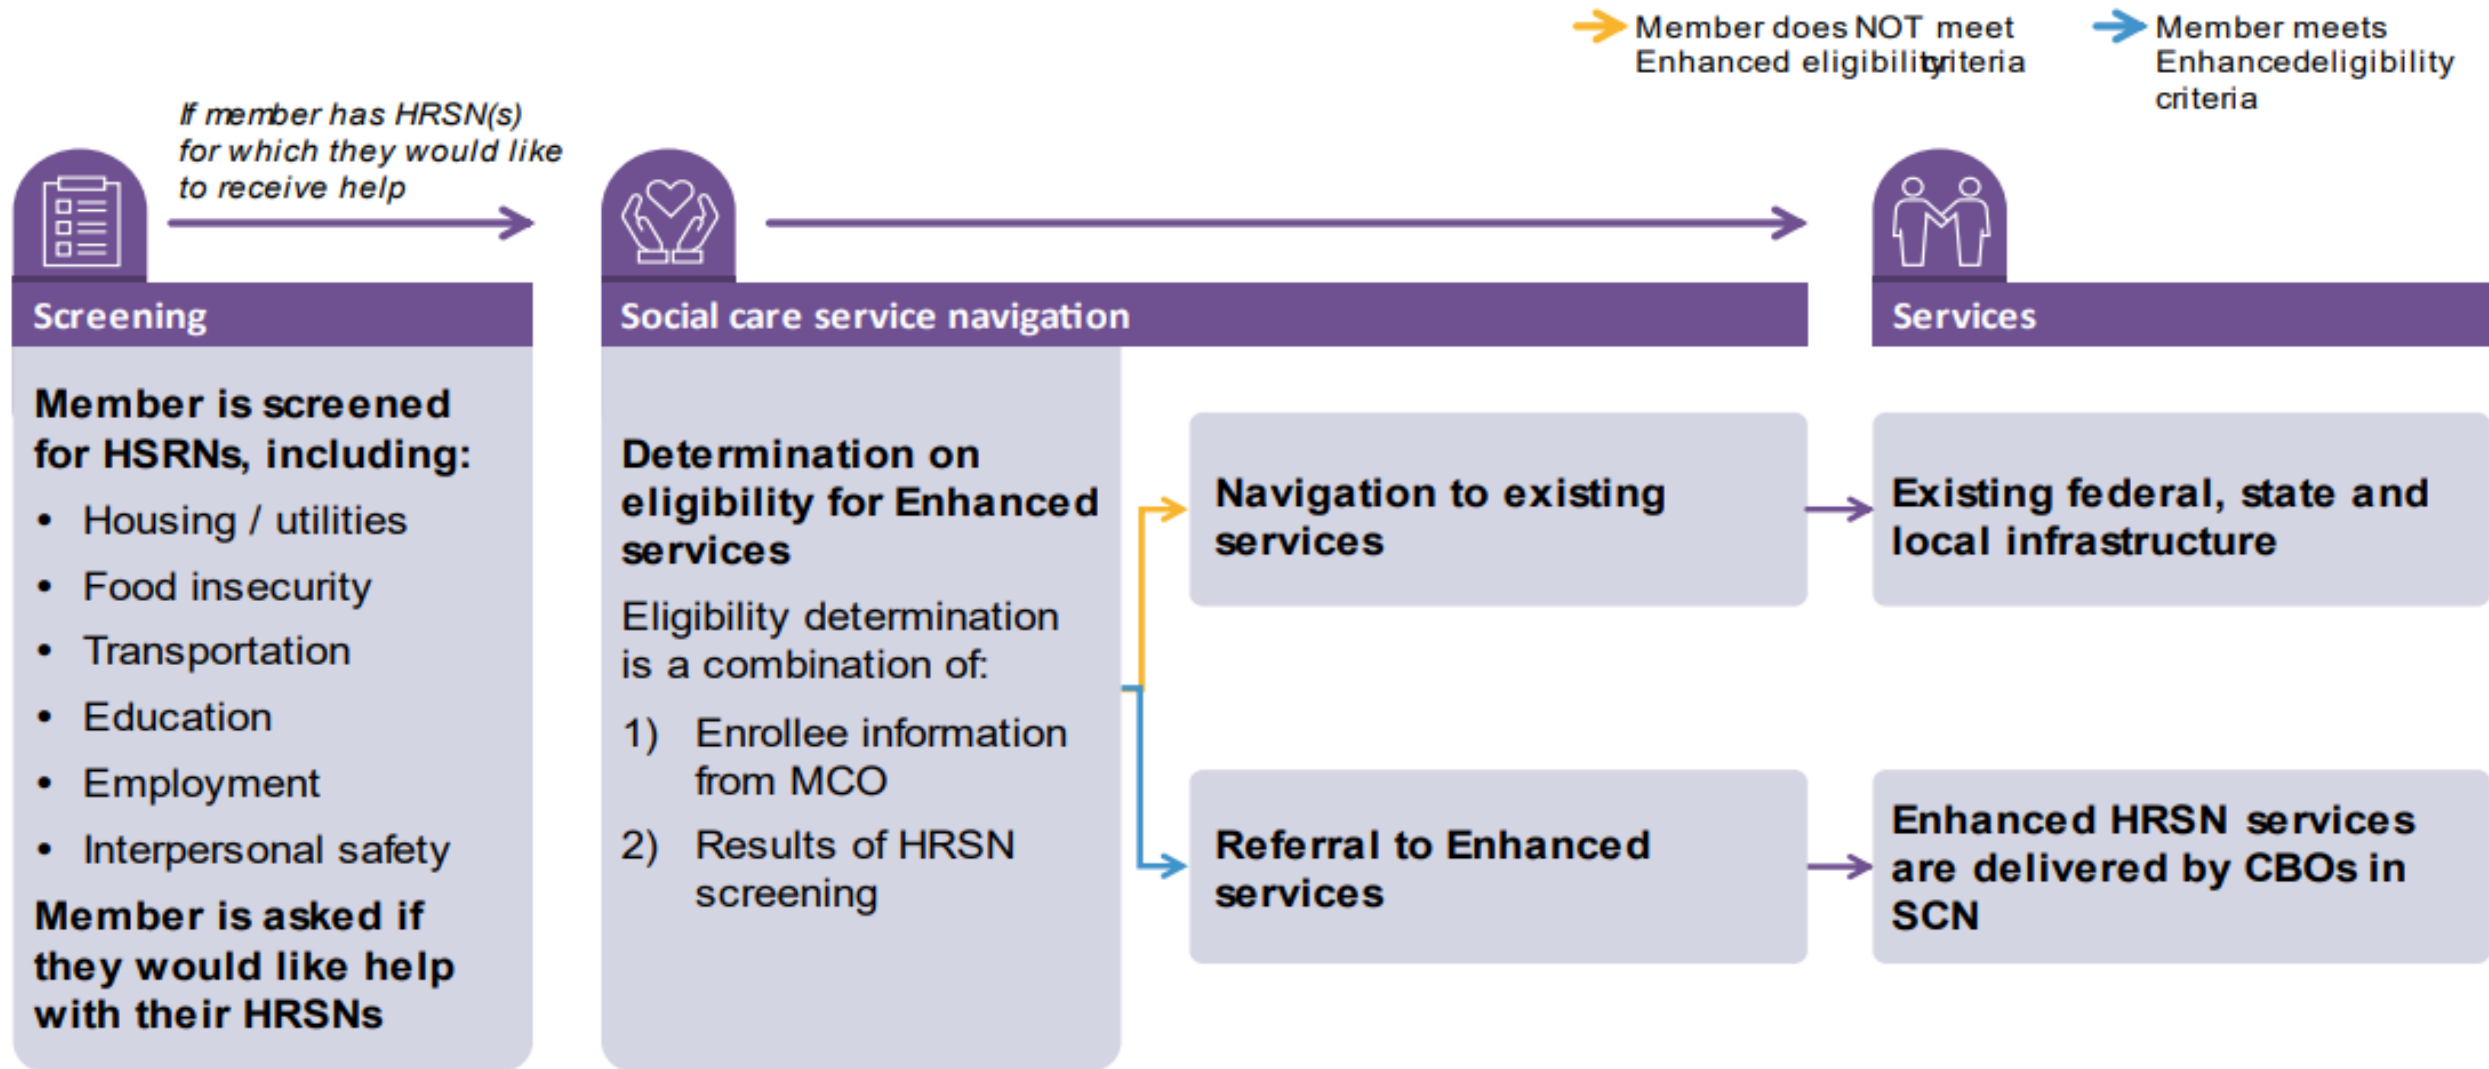 Member does NOT meet
Enhanced eligibility criteria
Member meets
Enhancedeligibility
criteria
If member has HRSN(s)
for which they would like
to receive help
Screening
Member is screened
for HSRNs, including:
• Housing / utilities
• Food insecurity
• Transportation
• Education
• Employment
• Interpersonal safety
Member is asked if
they would like help
with their HRSNs
Social care service navigation
Determination on
eligibility for Enhanced
services
Eligibility determination
is a combination of:
1) Enrollee information
from MCO
2) Results of HRSN
screening
Navigation to existing
services
Referral to Enhanced
services
Services
Existing federal, state and
local infrastructure
Enhanced HRSN services
are delivered by CBOs in
SCN